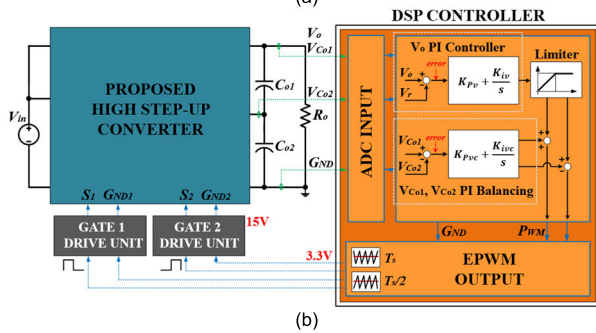 (a)
DSP CONTROLLER
Vo
VCo1
PROPOSED
HIGH STEP-UP
CONVERTER
Vin
Co1
VCo2
Co2
Ro
GND
S1 GND1 S2 GND2
GATE 1
DRIVE UNIT
GATE 2
DRIVE UNIT
15V
3.3V
ADC INPUT
Vo PI Controller
error
Vo
Vr
+
-
KPv + Kiv/s
Limiter
VCo1
error
VCo2
+
-
KPvc + Kivc/s
+
+
+
-
VCo1, VCo2 PI Balancing
GND
PWM
Ts
Ts/2
EPWM
OUTPUT
(b)